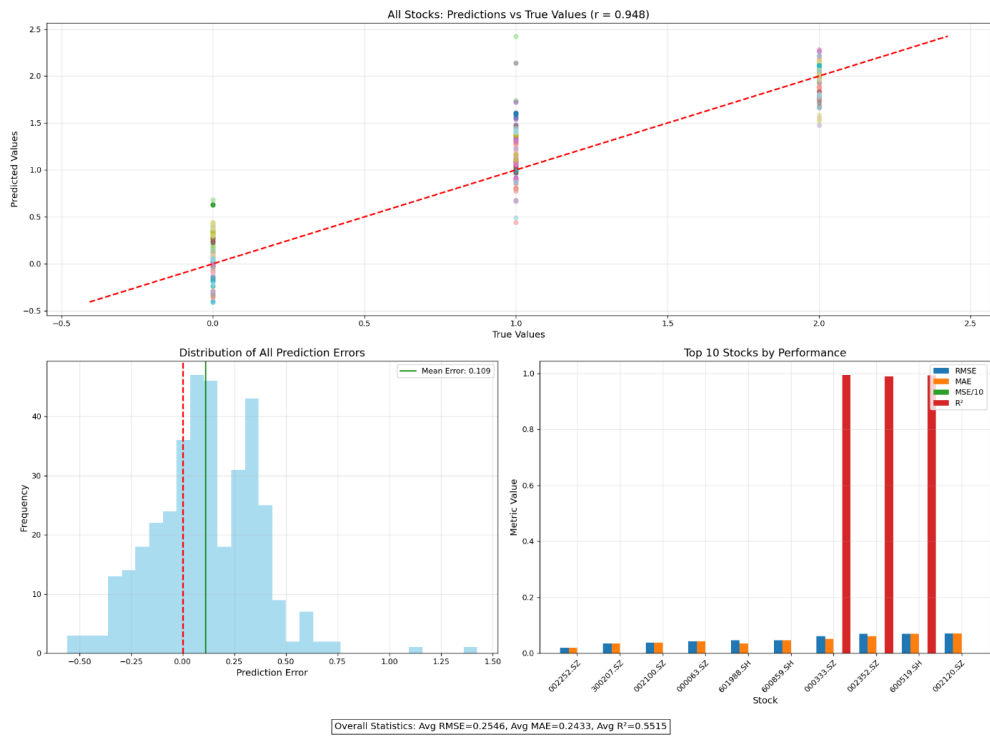 All Stocks: Predictions vs True Values (r = 0.948)
Predicted Values
2.5
2.0
1.5
1.0
0.5
0.0
−0.5
−0.5 0.0 0.5 1.0 1.5 2.0 2.5
True Values
Distribution of All Prediction Errors
Mean Error: 0.109
Frequency
40
30
20
10
0
−0.50 −0.25 0.00 0.25 0.50 0.75 1.00 1.25 1.50
Prediction Error
Top 10 Stocks by Performance
RMSE
MAE
MSE/10
R²
Metric Value
1.0
0.8
0.6
0.4
0.2
0.0
002252.SZ 300207.SZ 002100.SZ 000063.SZ 601988.SH 600859.SH 000333.SZ 002352.SZ 600519.SH 002120.SZ
Stock
Overall Statistics: Avg RMSE=0.2546, Avg MAE=0.2433, Avg R²=0.5515